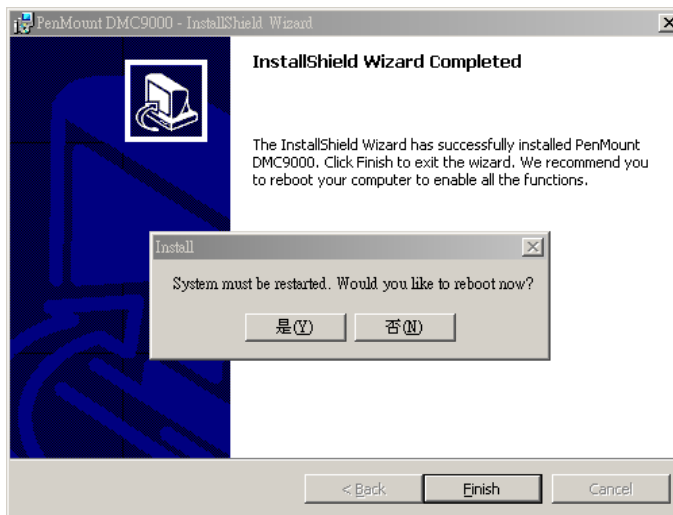 PenMount DMC9000 - InstallShield Wizard
InstallShield Wizard Completed
The InstallShield Wizard has successfully installed PenMount
DMC9000. Click Finish to exit the wizard. We recommend you
to reboot your computer to enable all the functions.
Install
System must be restarted. Would you like to reboot now?
是(Y) 否(N)
< Back Finish Cancel